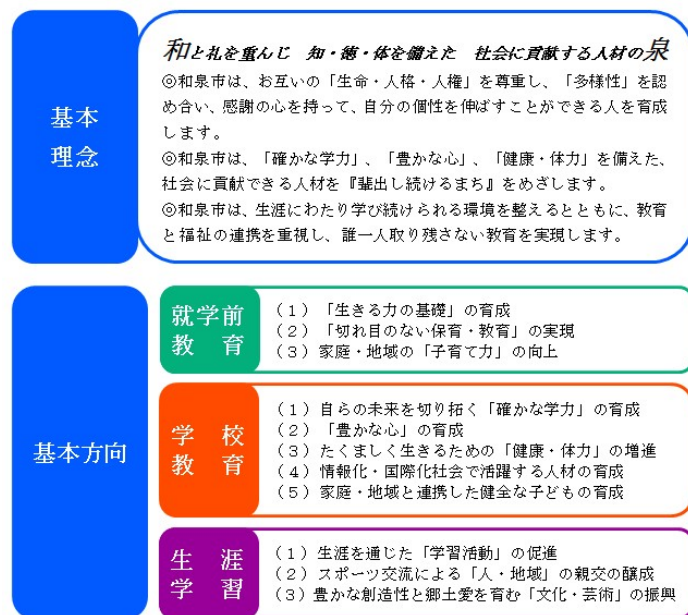 基本
理念
和と礼を重んじ 知・徳・体を備えた 社会に貢献する人材の泉
◎和泉市は、お互いの「生命・人格・人権」を尊重し、「多様性」を認
め合い、感謝の心を持って、自分の個性を伸ばすことができる人を育成
します。
◎和泉市は、「確かな学力」、「豊かな心」、「健康・体力」を備えた、
社会に貢献できる人材を『輩出し続けるまち』をめざします。
◎和泉市は、生涯にわたり学び続けられる環境を整えるとともに、教育
と福祉の連携を重視し、誰一人取り残さない教育を実現します。
基本方向
就学前
教育
（１）「生きる力の基礎」の育成
（２）「切れ目のない保育・教育」の実現
（３）家庭・地域の「子育て力」の向上
学校
教育
（１）自らの未来を切り拓く「確かな学力」の育成
（２）「豊かな心」の育成
（３）たくましく生きるための「健康・体力」の増進
（４）情報化・国際化社会で活躍する人材の育成
（５）家庭・地域と連携した健全な子どもの育成
生涯
学習
（１）生涯を通じた「学習活動」の促進
（２）スポーツ交流による「人・地域」の親交の醸成
（３）豊かな創造性と郷土愛を育む「文化・芸術」の振興